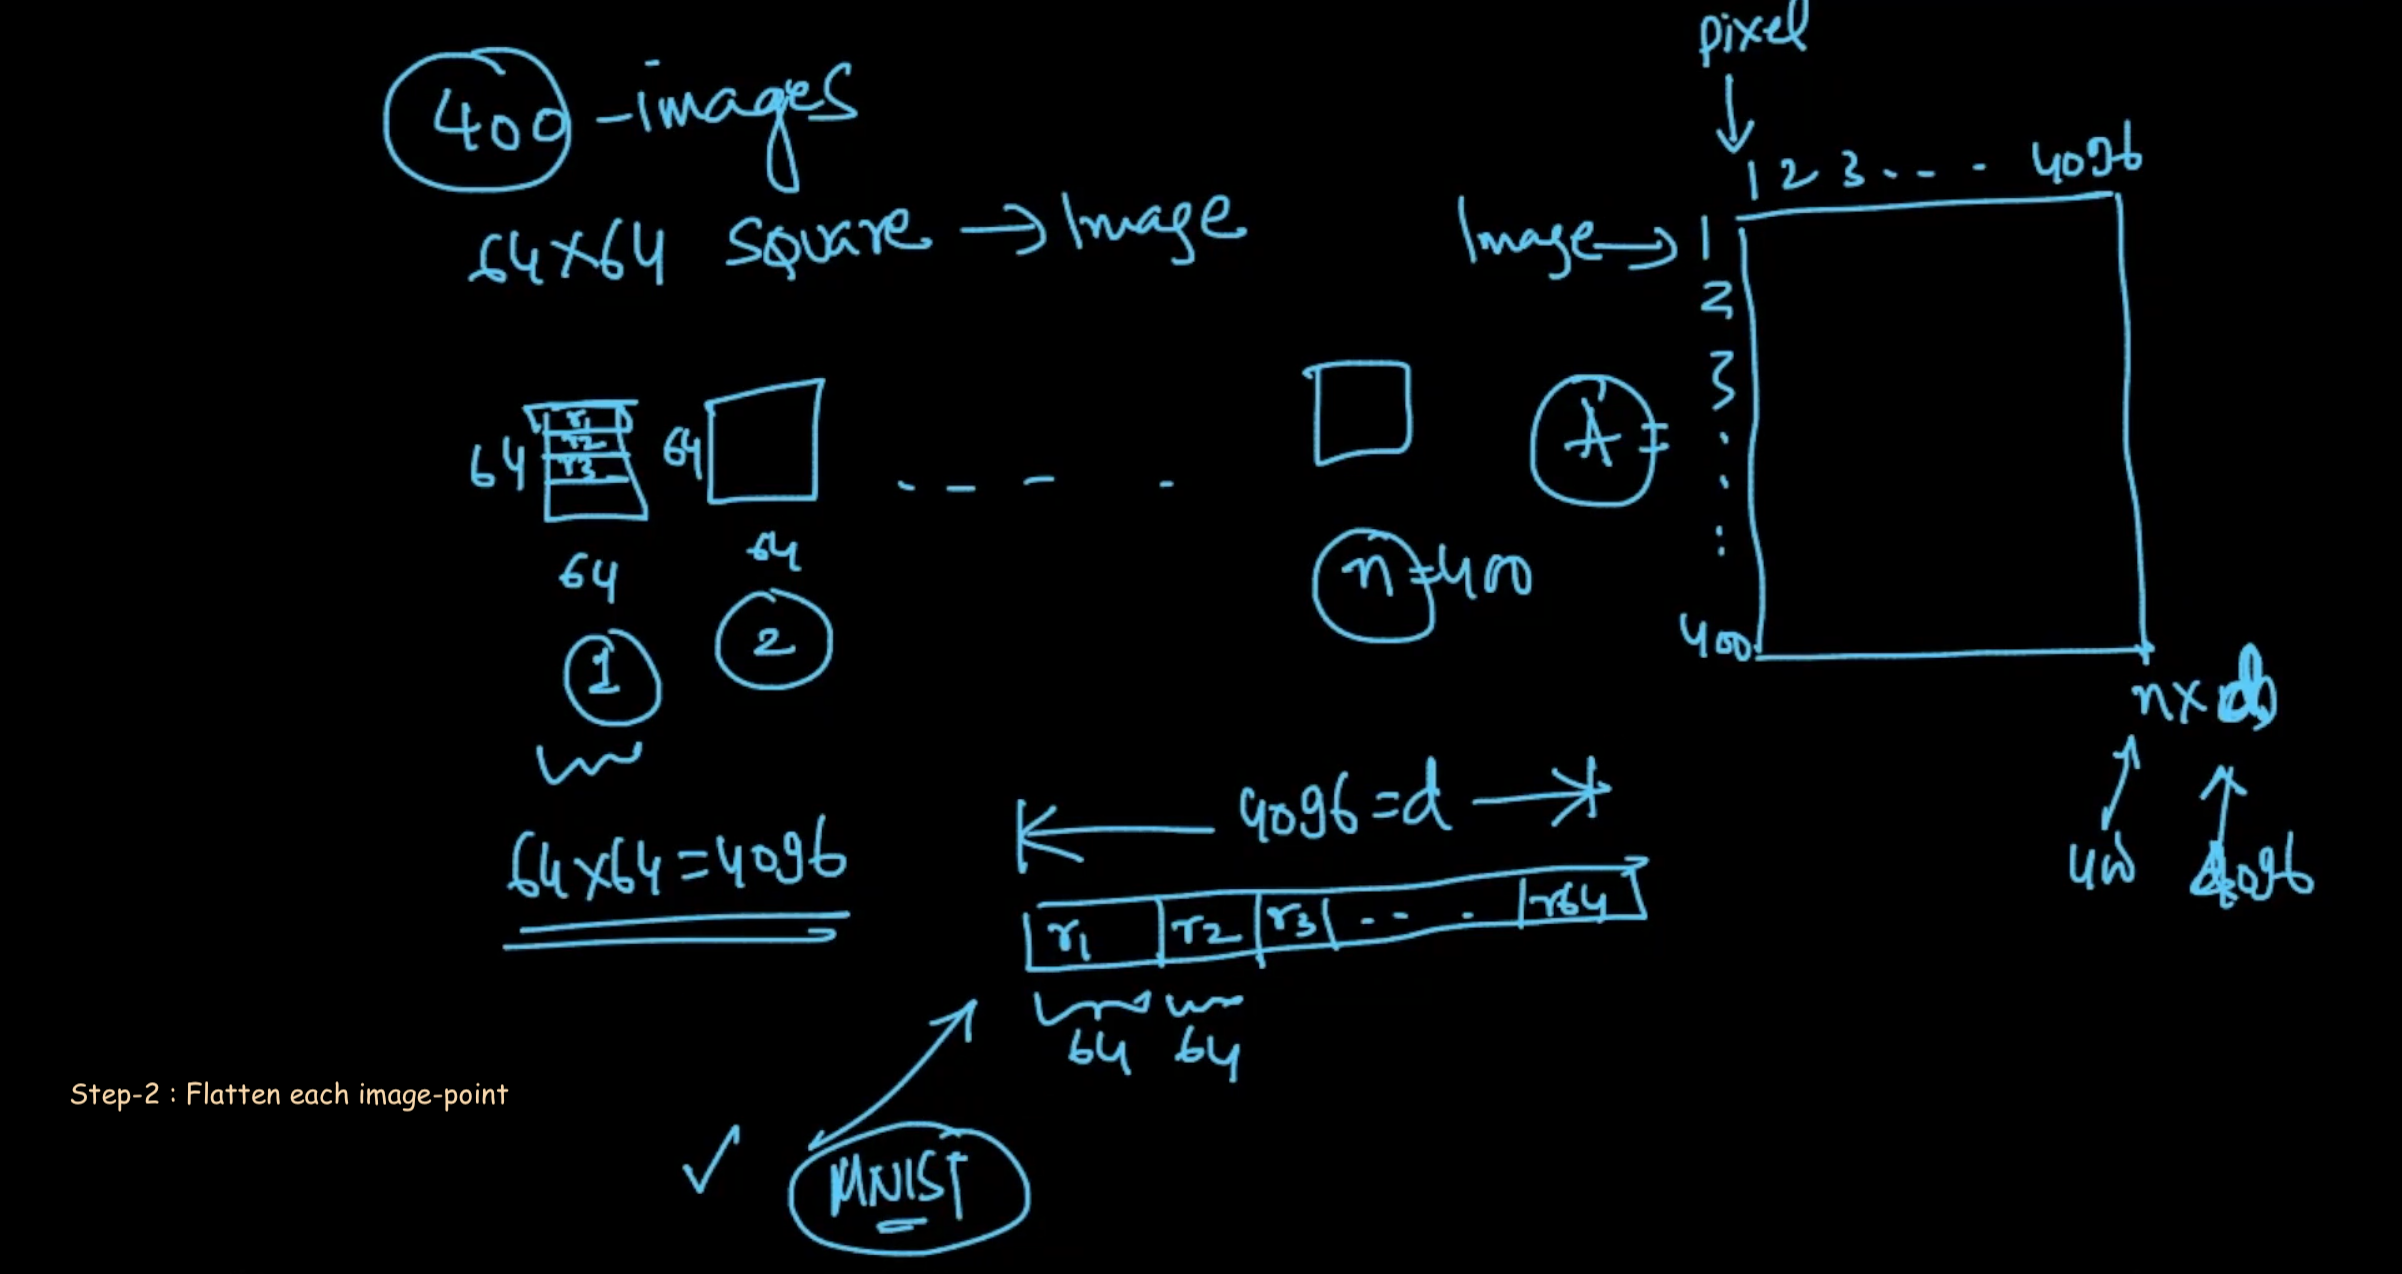 400 - images
64x64 square → Image
pixel
1 2 3 - - - 4096
Image → 1
2
3
400
A =
r1
r2
r3
64
64
64
64
1
2
- - - -
n = 400
n x d
400 4096
64x64 = 4096
4096 = d
r1 r2 r3 - - - r64
64 64
Step-2 : Flatten each image-point
✓ MNIST